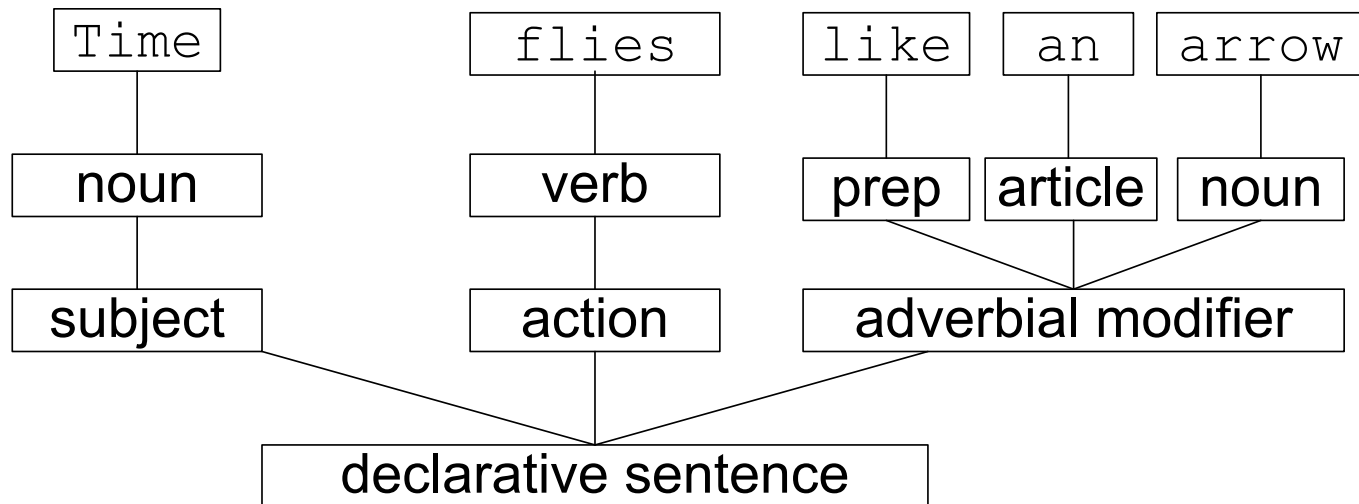 Time flies like an arrow
noun verb prep article noun
subject action adverbial modifier
declarative sentence